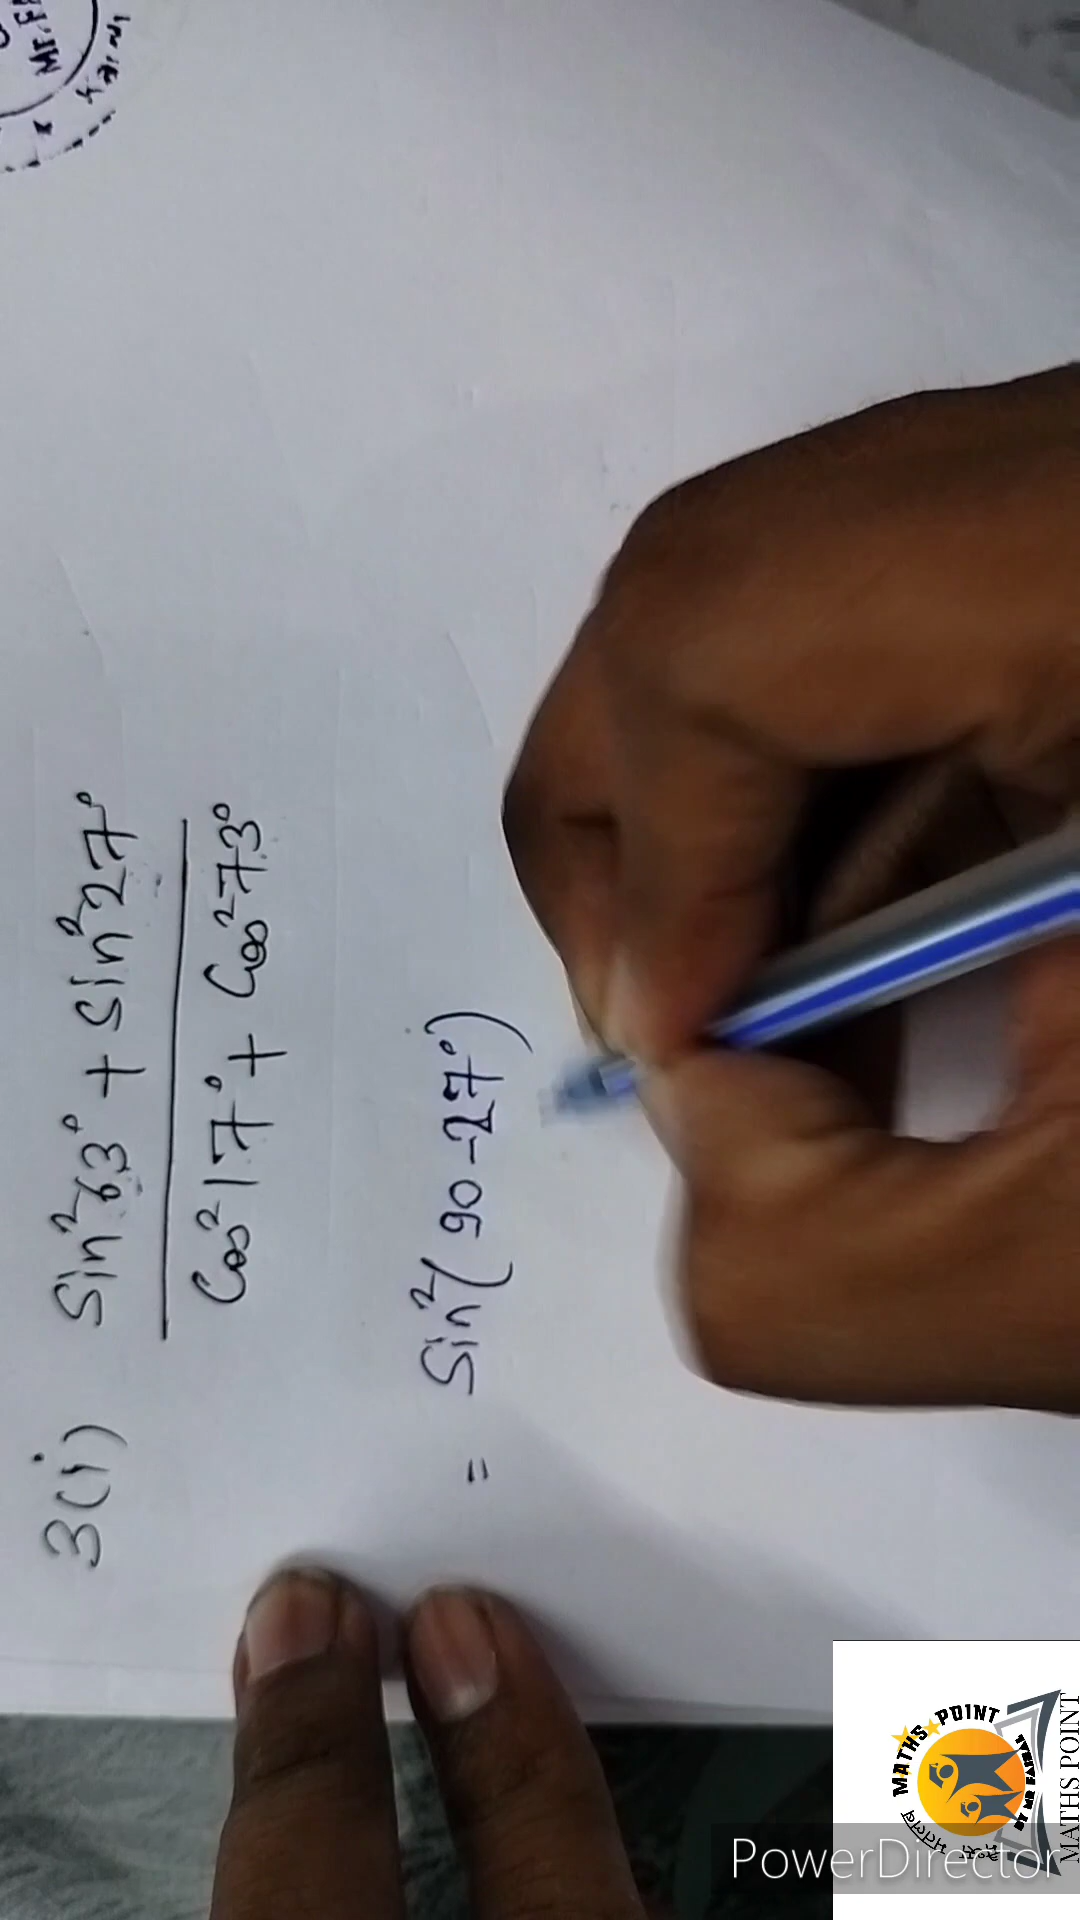 3(i) Sin²63° + Sin²27°
Cos²17° + Cos²73°
= Sin²(90-27°)
MATHS POINT
MATHS POINT
PowerDirector